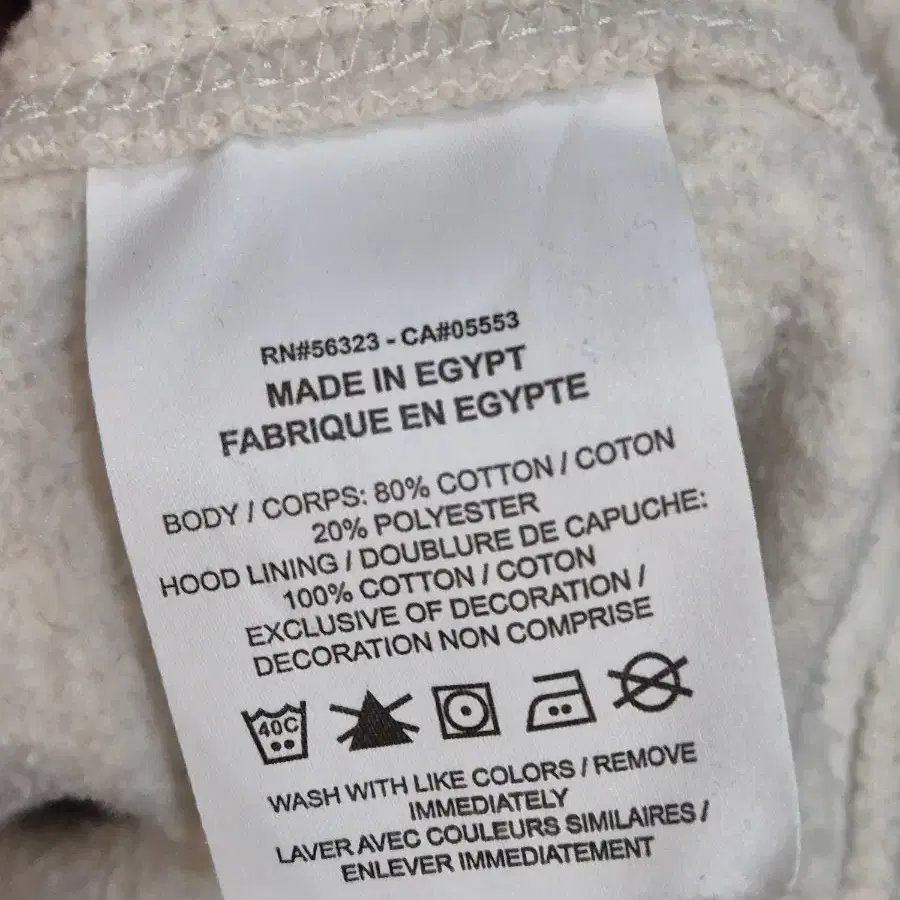 RN#56323 - CA#05553
MADE IN EGYPT
FABRIQUE EN EGYPTE
BODY / CORPS: 80% COTTON / COTON
20% POLYESTER
HOOD LINING / DOUBLURE DE CAPUCHE:
100% COTTON / COTON
EXCLUSIVE OF DECORATION /
DECORATION NON COMPRISE
40C
WASH WITH LIKE COLORS / REMOVE
IMMEDIATELY
LAVER AVEC COULEURS SIMILAIRES /
ENLEVER IMMEDIATEMENT